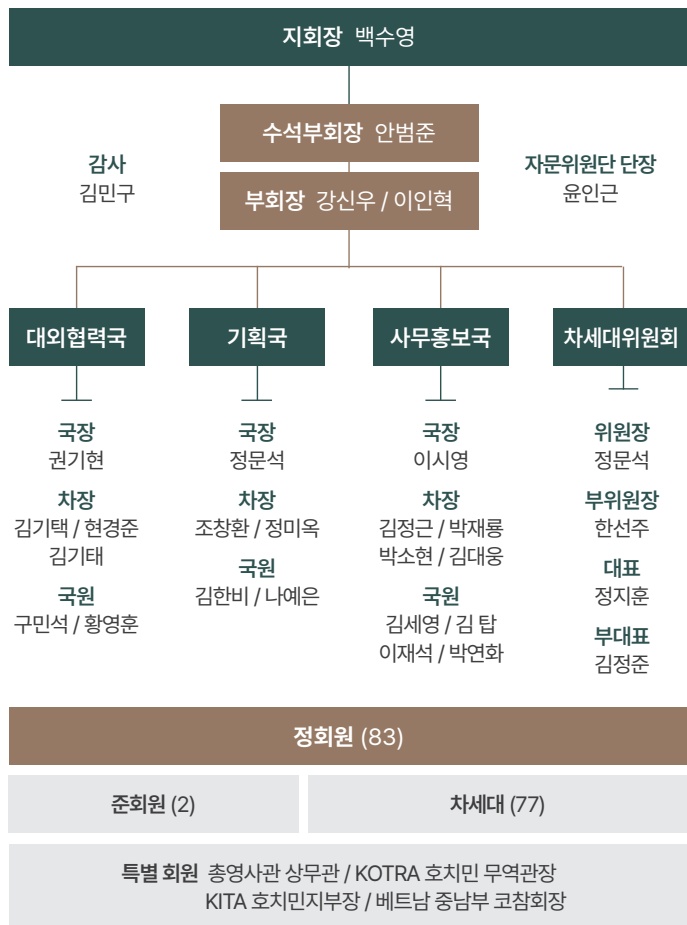 지회장 백수영
수석부회장 안범준
감사
김민구
자문위원단 단장
윤인근
부회장 강신우 / 이인혁
대외협력국
기획국
사무홍보국
차세대위원회
국장
권기현
차장
김기택 / 현경준
김기태
국원
구민석 / 황영훈
국장
정문석
차장
조창환 / 정미옥
국원
김한비 / 나예은
국장
이시영
차장
김정근 / 박재룡
박소현 / 김대웅
국원
김세영 / 김 탑
이재석 / 박연화
위원장
정문석
부위원장
한선주
대표
정지훈
부대표
김정준
정회원 (83)
준회원 (2)
차세대 (77)
특별 회원 총영사관 상무관 / KOTRA 호치민 무역관장
KITA 호치민지부장 / 베트남 중남부 코참회장